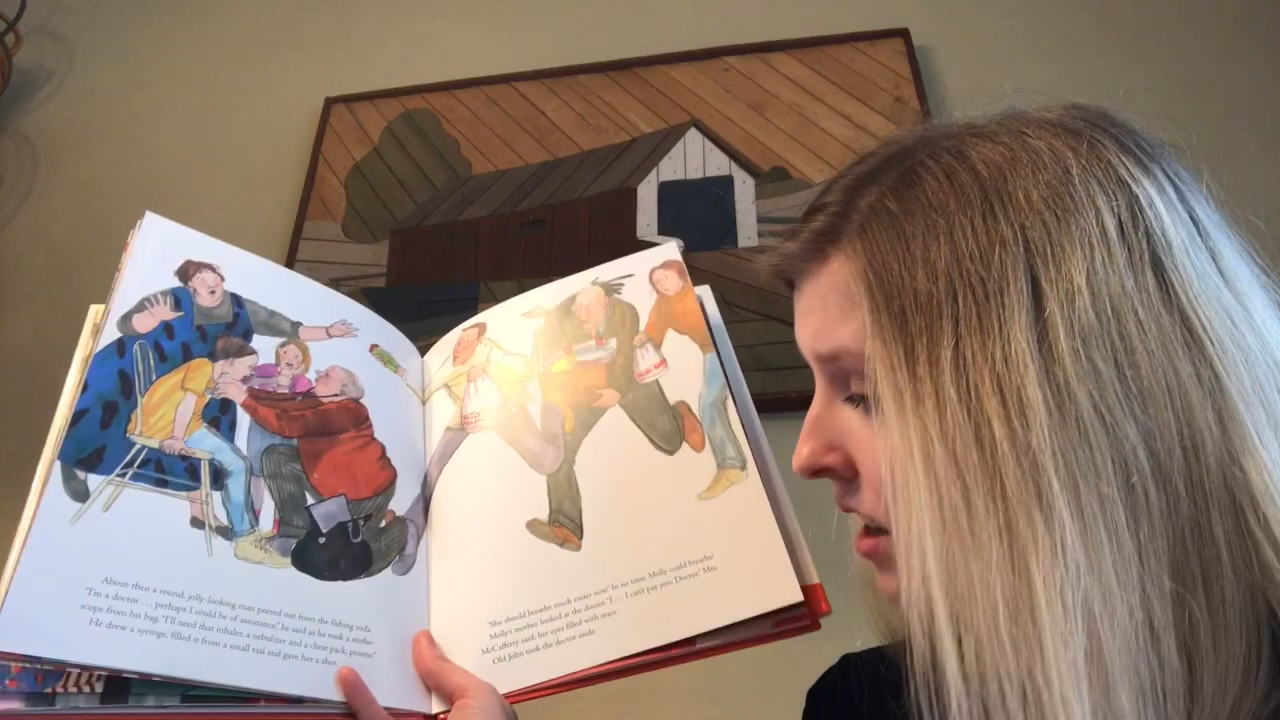 About then a round, jolly-looking man peered out from the fishing rods.
"I'm a doctor . . . perhaps I could be of assistance," he said as he took a stetho-
scope from his bag. "I'll need that inhaler, a nebulizer and a chest pack, pronto."
He drew a syringe, filled it from a small vial and gave her a shot.
"She should breathe much easier now." In no time, Molly could breathe!
Molly's mother looked at the doctor. "I . . . I can't pay you, Doctor." Mrs.
McCafferty said, her eyes filled with tears.
Old John took the doctor aside.